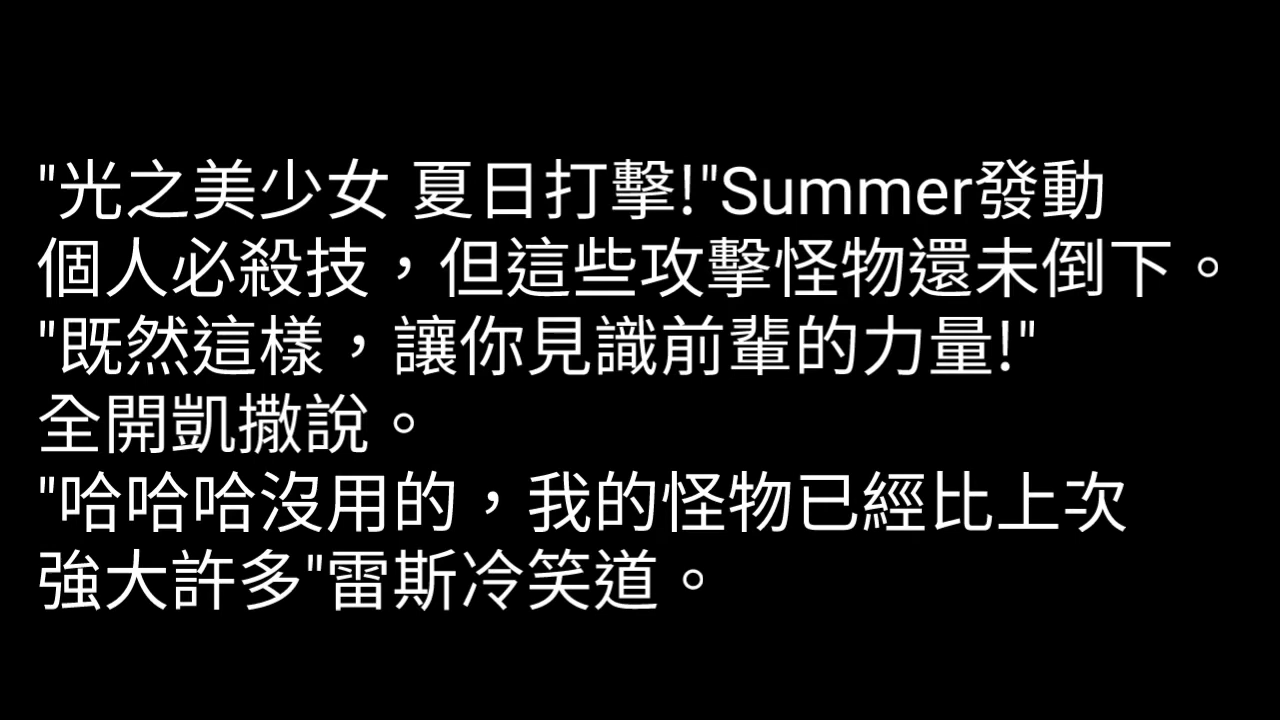 "光之美少女 夏日打擊!"Summer發動
個人必殺技，但這些攻擊怪物還未倒下。
"既然這樣，讓你見識前輩的力量!"
全開凱撒說。
"哈哈哈沒用的，我的怪物已經比上次
強大許多"雷斯冷笑道。